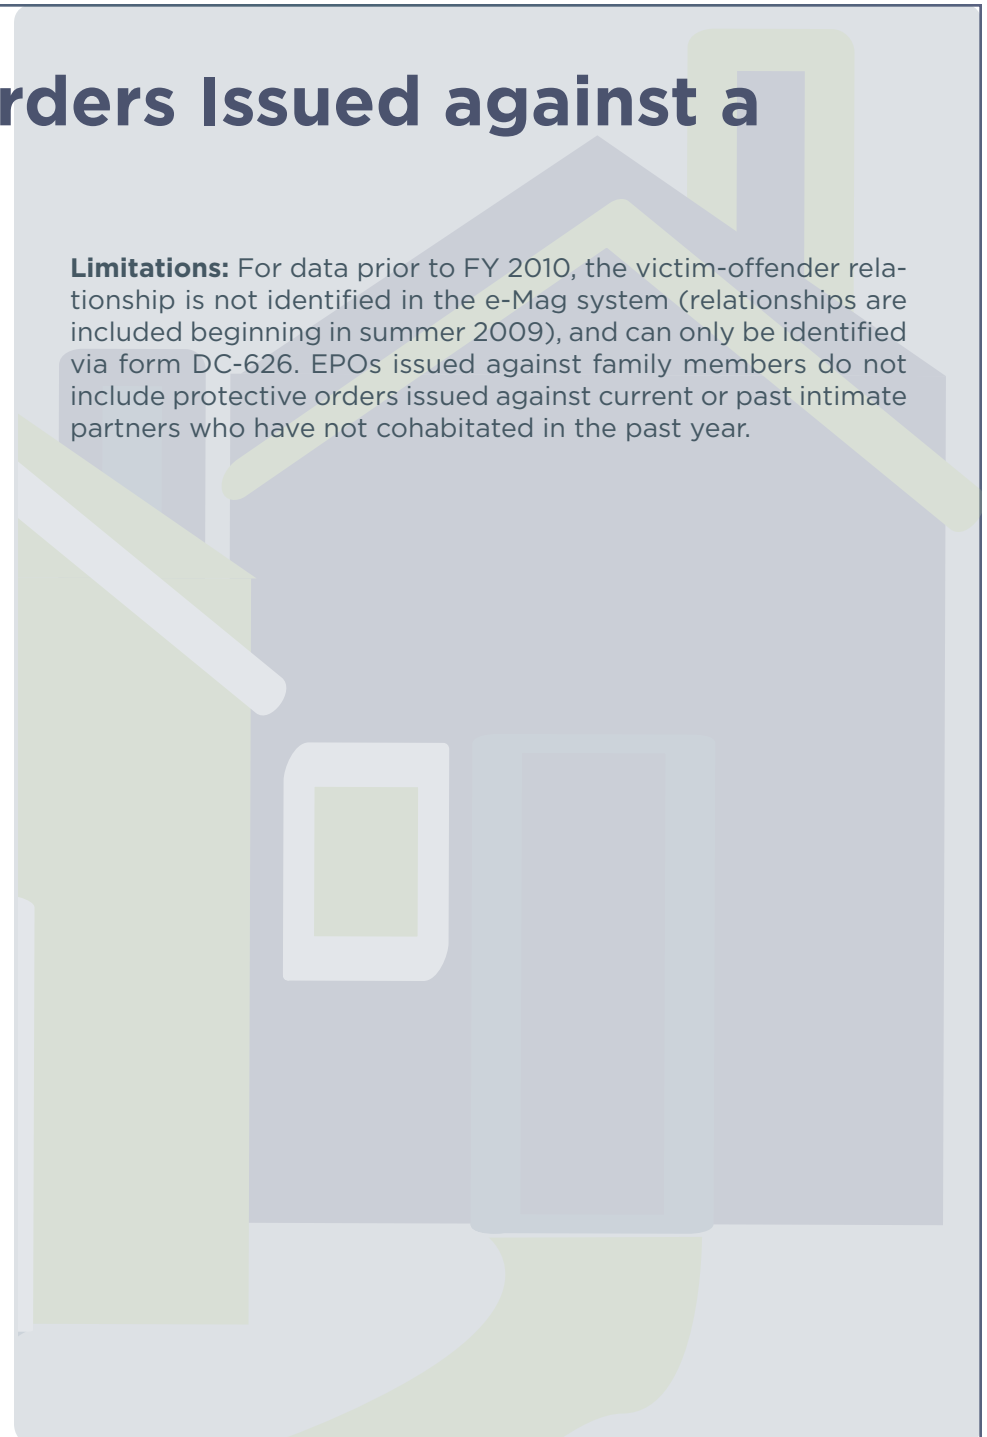 rders Issued against a
Limitations: For data prior to FY 2010, the victim-offender rela-
tionship is not identified in the e-Mag system (relationships are
included beginning in summer 2009), and can only be identified
via form DC-626. EPOs issued against family members do not
include protective orders issued against current or past intimate
partners who have not cohabitated in the past year.